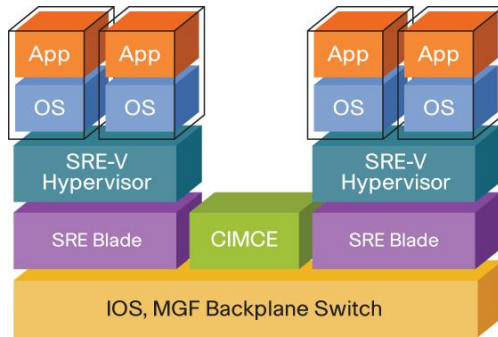 App App App App
OS OS OS OS
SRE-V
Hypervisor
SRE-V
Hypervisor
SRE Blade CIMCE SRE Blade
IOS, MGF Backplane Switch